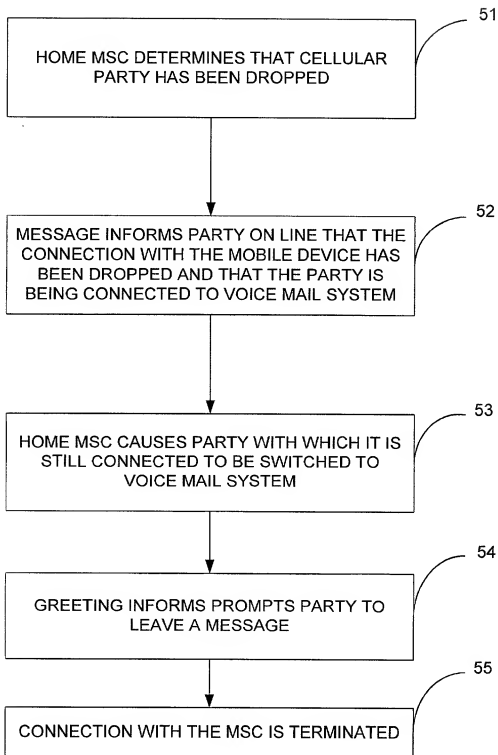 51
HOME MSC DETERMINES THAT CELLULAR
PARTY HAS BEEN DROPPED
52
MESSAGE INFORMS PARTY ON LINE THAT THE
CONNECTION WITH THE MOBILE DEVICE HAS
BEEN DROPPED AND THAT THE PARTY IS
BEING CONNECTED TO VOICE MAIL SYSTEM
53
HOME MSC CAUSES PARTY WITH WHICH IT IS
STILL CONNECTED TO BE SWITCHED TO
VOICE MAIL SYSTEM
54
GREETING INFORMS PROMPTS PARTY TO
LEAVE A MESSAGE
55
CONNECTION WITH THE MSC IS TERMINATED